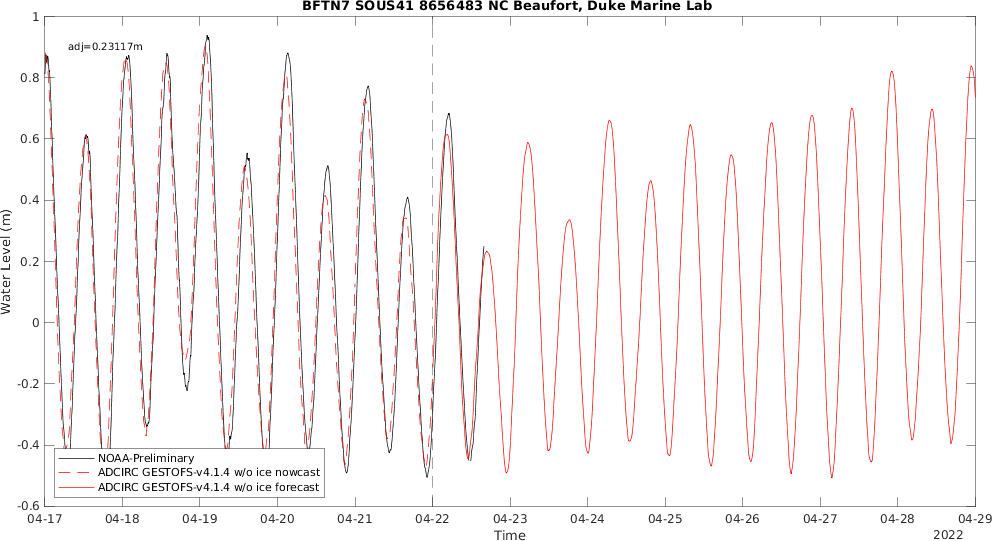 BFTN7 SOUS41 8656483 NC Beaufort, Duke Marine Lab
adj=0.23117m
1
0.8
0.6
0.4
0.2
0
-0.2
-0.4
-0.6
Water Level (m)
NOAA-Preliminary
ADCIRC GESTOFS-v4.1.4 w/o ice nowcast
ADCIRC GESTOFS-v4.1.4 w/o ice forecast
04-17 04-18 04-19 04-20 04-21 04-22 04-23 04-24 04-25 04-26 04-27 04-28 04-29
Time
2022